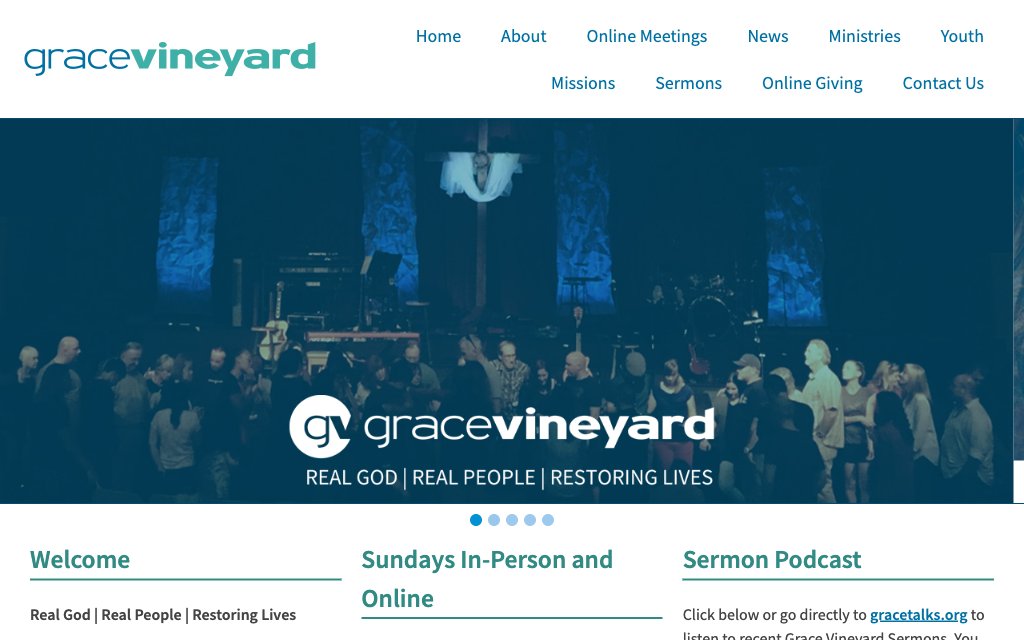 gracevineyard
Home About Online Meetings News Ministries Youth
Missions Sermons Online Giving Contact Us
gv gracevineyard
REAL GOD | REAL PEOPLE | RESTORING LIVES
Welcome
Real God | Real People | Restoring Lives
Sundays In-Person and
Online
Sermon Podcast
Click below or go directly to gracetalks.org to
listen to recent Grace Vineyard Sermons. You